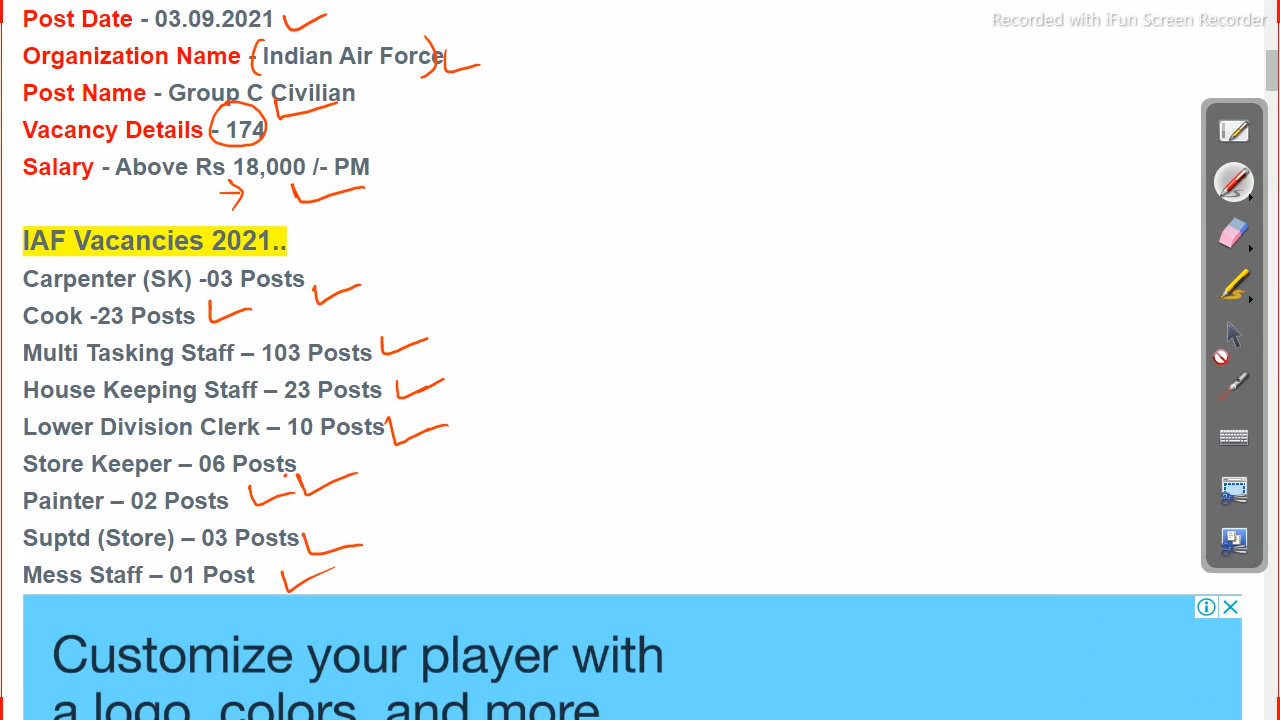 Post Date - 03.09.2021
Recorded with iFun Screen Recorder
Organization Name - Indian Air Force
Post Name - Group C Civilian
Vacancy Details - 174
Salary - Above Rs 18,000 /- PM
IAF Vacancies 2021..
Carpenter (SK) -03 Posts
Cook -23 Posts
Multi Tasking Staff – 103 Posts
House Keeping Staff – 23 Posts
Lower Division Clerk – 10 Posts
Store Keeper – 06 Posts
Painter – 02 Posts
Suptd (Store) – 03 Posts
Mess Staff – 01 Post
Customize your player with
a logo, colors, and more